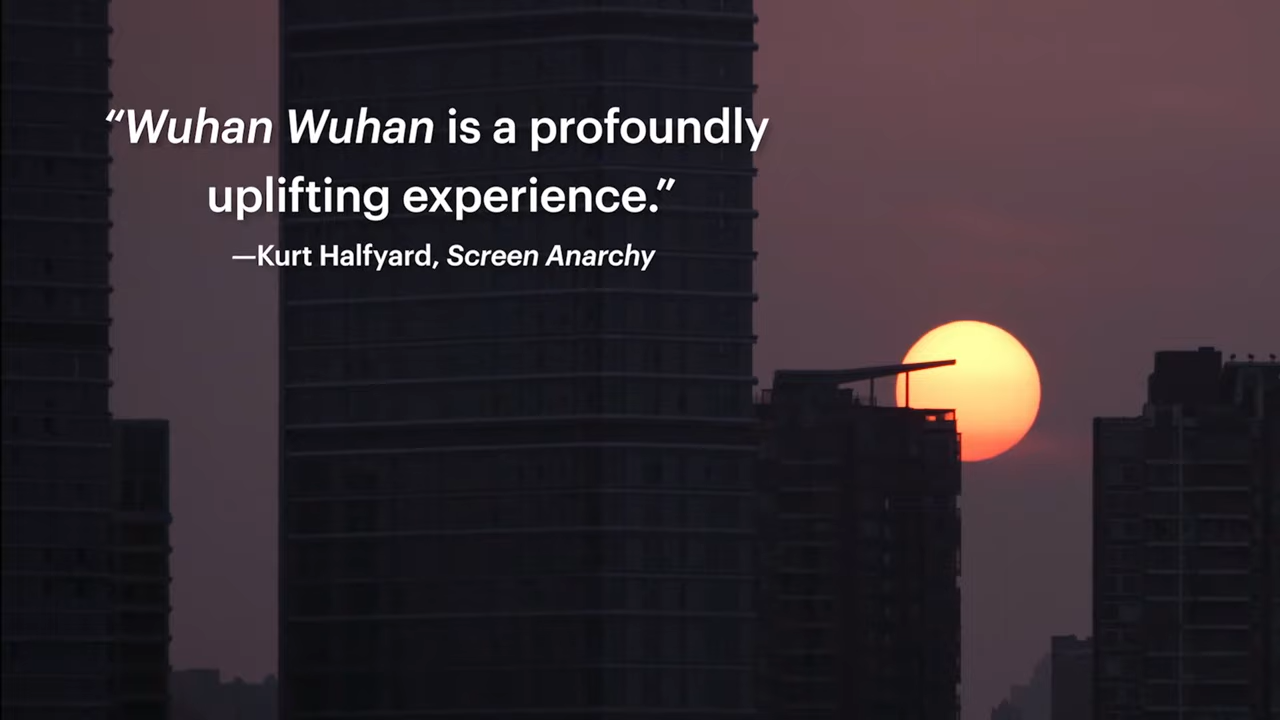 “Wuhan Wuhan is a profoundly
uplifting experience.”
—Kurt Halfyard, Screen Anarchy